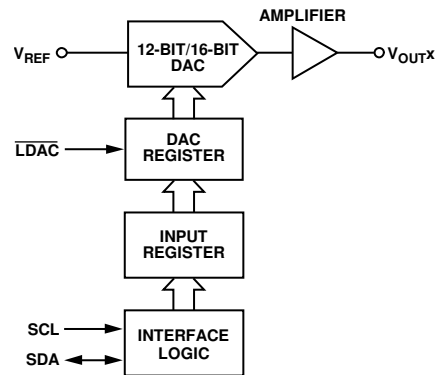 AMPLIFIER
V_REF 12-BIT/16-BIT V_OUTx
DAC
LDAC DAC
REGISTER
INPUT
REGISTER
SCL INTERFACE
SDA LOGIC